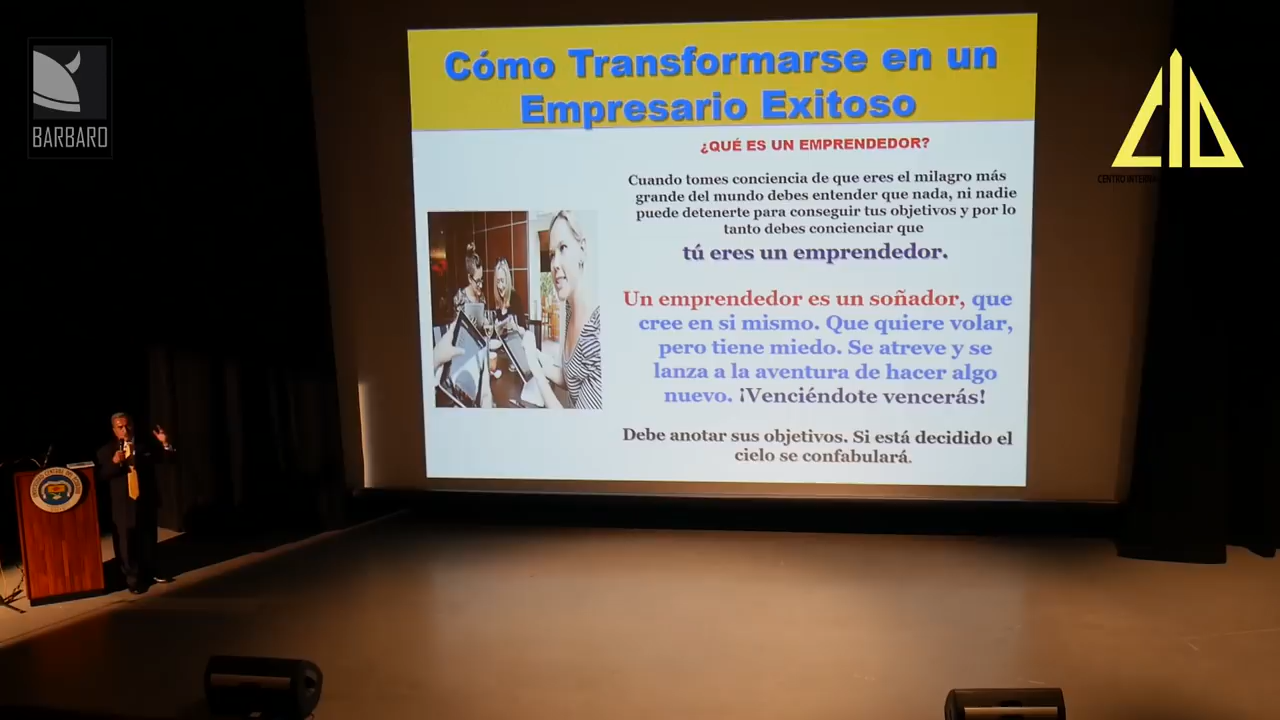 BARBARO
CID
Cómo Transformarse en un
Empresario Exitoso
¿QUÉ ES UN EMPRENDEDOR?
Cuando tomes conciencia de que eres el milagro más
grande del mundo debes entender que nada, ni nadie
puede detenerte para conseguir tus objetivos y por lo
tanto debes concienciar que
tú eres un emprendedor.
Un emprendedor es un soñador, que
cree en si mismo. Que quiere volar,
pero tiene miedo. Se atreve y se
lanza a la aventura de hacer algo
nuevo. ¡Venciéndote vencerás!
Debe anotar sus objetivos. Si está decidido el
cielo se confabulará.
CENTRO